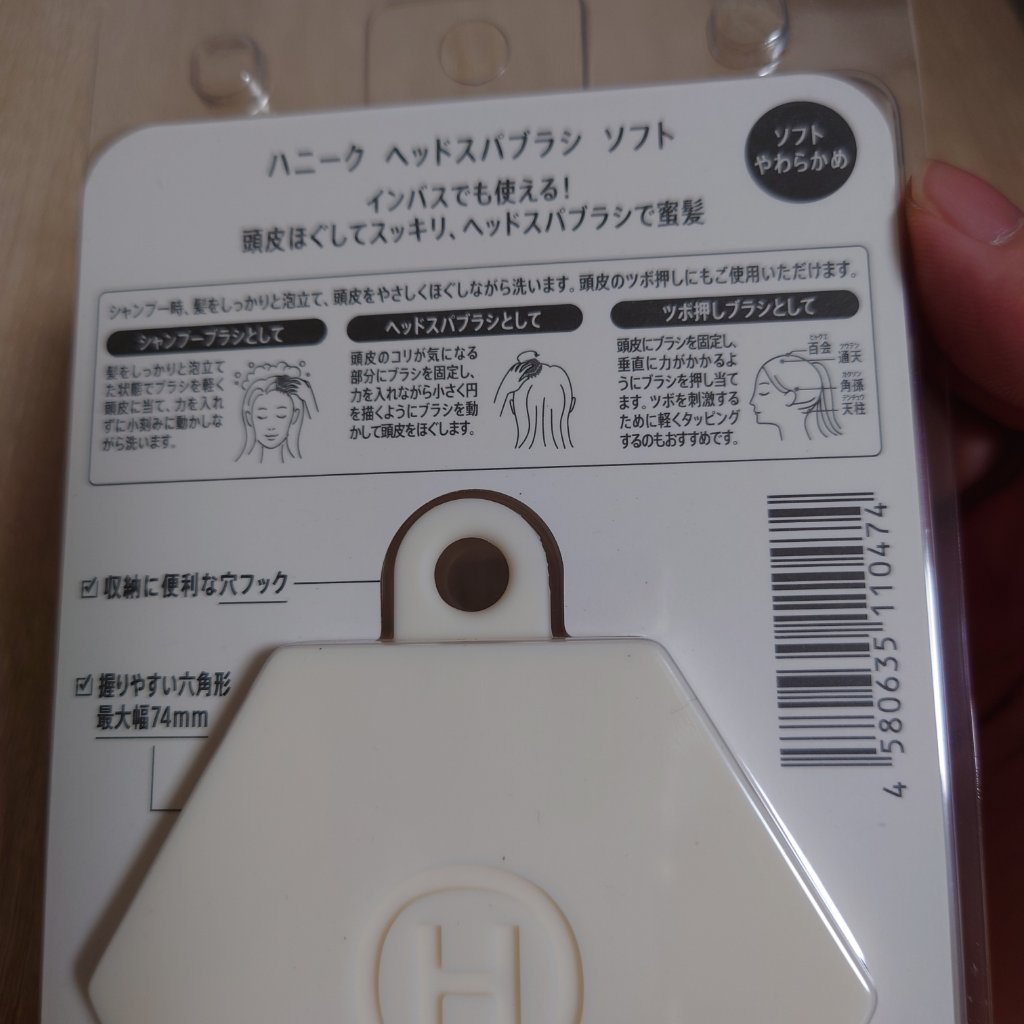 ハニーク ヘッドスパブラシ ソフト
ソフト
やわらかめ
インバスでも使える!
頭皮ほぐしてスッキリ、ヘッドスパブラシで蜜髪
シャンプー時、髪をしっかりと泡立て、頭皮をやさしくほぐしながら洗います。頭皮のツボ押しにもご使用いただけます。
シャンプーブラシとして
髪をしっかりと泡立て
た状態でブラシを軽く
頭皮に当て、力を入れ
ずに小刻みに動かしな
がら洗います。
ヘッドスパブラシとして
頭皮のコリが気になる
部分にブラシを固定し、
力を入れながら小さく円
を描くようにブラシを動
かして頭皮をほぐします。
ツボ押しブラシとして
頭皮にブラシを固定し、
垂直に力がかかるよ
うにブラシを押し当て
ます。ツボを刺激する
ために軽くタッピング
するのもおすすめです。
ヒャクエ
百会
ツウテン
通天
カクソン
角孫
テンチュウ
天柱
収納に便利な穴フック
握りやすい六角形
最大幅74mm
4 580635 110474
H